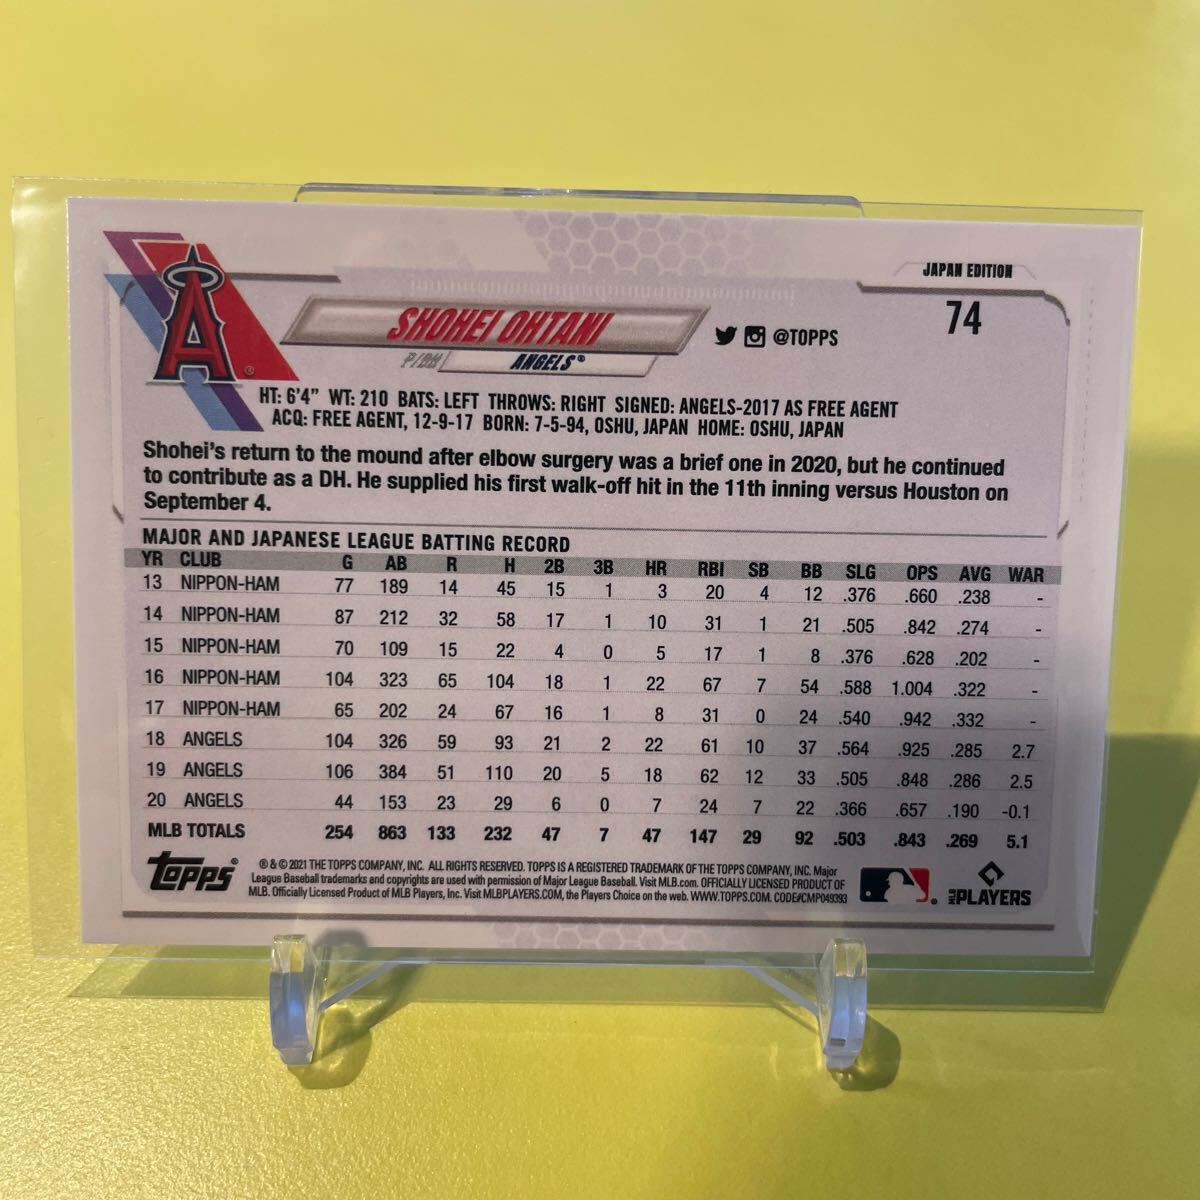 JAPAN EDITION
74
A
SHOHEI OHTANI
P/DH ANGELS®
@TOPPS
HT: 6'4" WT: 210 BATS: LEFT THROWS: RIGHT SIGNED: ANGELS-2017 AS FREE AGENT
ACQ: FREE AGENT, 12-9-17 BORN: 7-5-94, OSHU, JAPAN HOME: OSHU, JAPAN
Shohei's return to the mound after elbow surgery was a brief one in 2020, but he continued
to contribute as a DH. He supplied his first walk-off hit in the 11th inning versus Houston on
September 4.
MAJOR AND JAPANESE LEAGUE BATTING RECORD
YR CLUB G AB R H 2B 3B HR RBI SB BB SLG OPS AVG WAR
13 NIPPON-HAM 77 189 14 45 15 1 3 20 4 12 .376 .660 .238 -
14 NIPPON-HAM 87 212 32 58 17 1 10 31 1 21 .505 .842 .274 -
15 NIPPON-HAM 70 109 15 22 4 0 5 17 1 8 .376 .628 .202 -
16 NIPPON-HAM 104 323 65 104 18 1 22 67 7 54 .588 1.004 .322 -
17 NIPPON-HAM 65 202 24 67 16 1 8 31 0 24 .540 .942 .332 -
18 ANGELS 104 326 59 93 21 2 22 61 10 37 .564 .925 .285 2.7
19 ANGELS 106 384 51 110 20 5 18 62 12 33 .505 .848 .286 2.5
20 ANGELS 44 153 23 29 6 0 7 24 7 22 .366 .657 .190 -0.1
MLB TOTALS 254 863 133 232 47 7 47 147 29 92 .503 .843 .269 5.1
Topps®
® & © 2021 THE TOPPS COMPANY, INC. ALL RIGHTS RESERVED. TOPPS IS A REGISTERED TRADEMARK OF THE TOPPS COMPANY, INC. Major
League Baseball trademarks and copyrights are used with permission of Major League Baseball. Visit MLB.com. OFFICIALLY LICENSED PRODUCT OF
MLB. Officially Licensed Product of MLB Players, Inc. Visit MLBPLAYERS.COM, the Players Choice on the web. WWW.TOPPS.COM. CODE#CMP049393
MLB PLAYERS